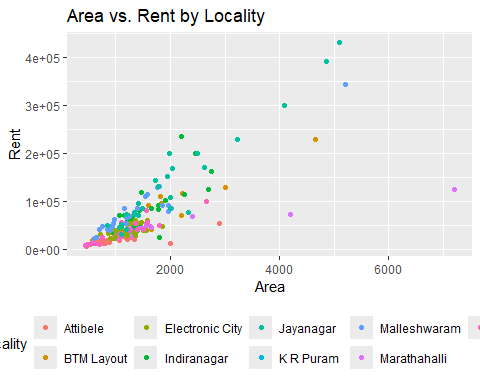 Area vs. Rent by Locality
4e+05
3e+05
2e+05
1e+05
0e+00
Rent
2000 4000 6000
Area
cality
Attibele Electronic City Jayanagar Malleshwaram
BTM Layout Indiranagar K R Puram Marathahalli